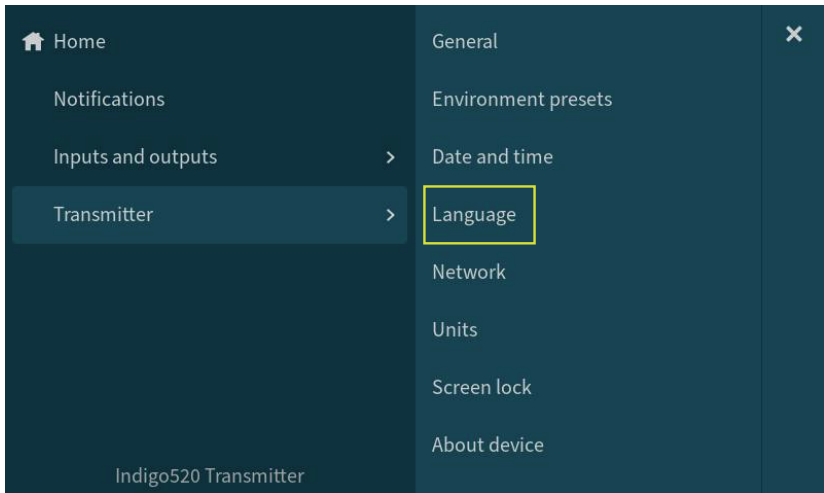 Home
Notifications
Inputs and outputs
Transmitter
Indigo520 Transmitter
General
Environment presets
Date and time
Language
Network
Units
Screen lock
About device